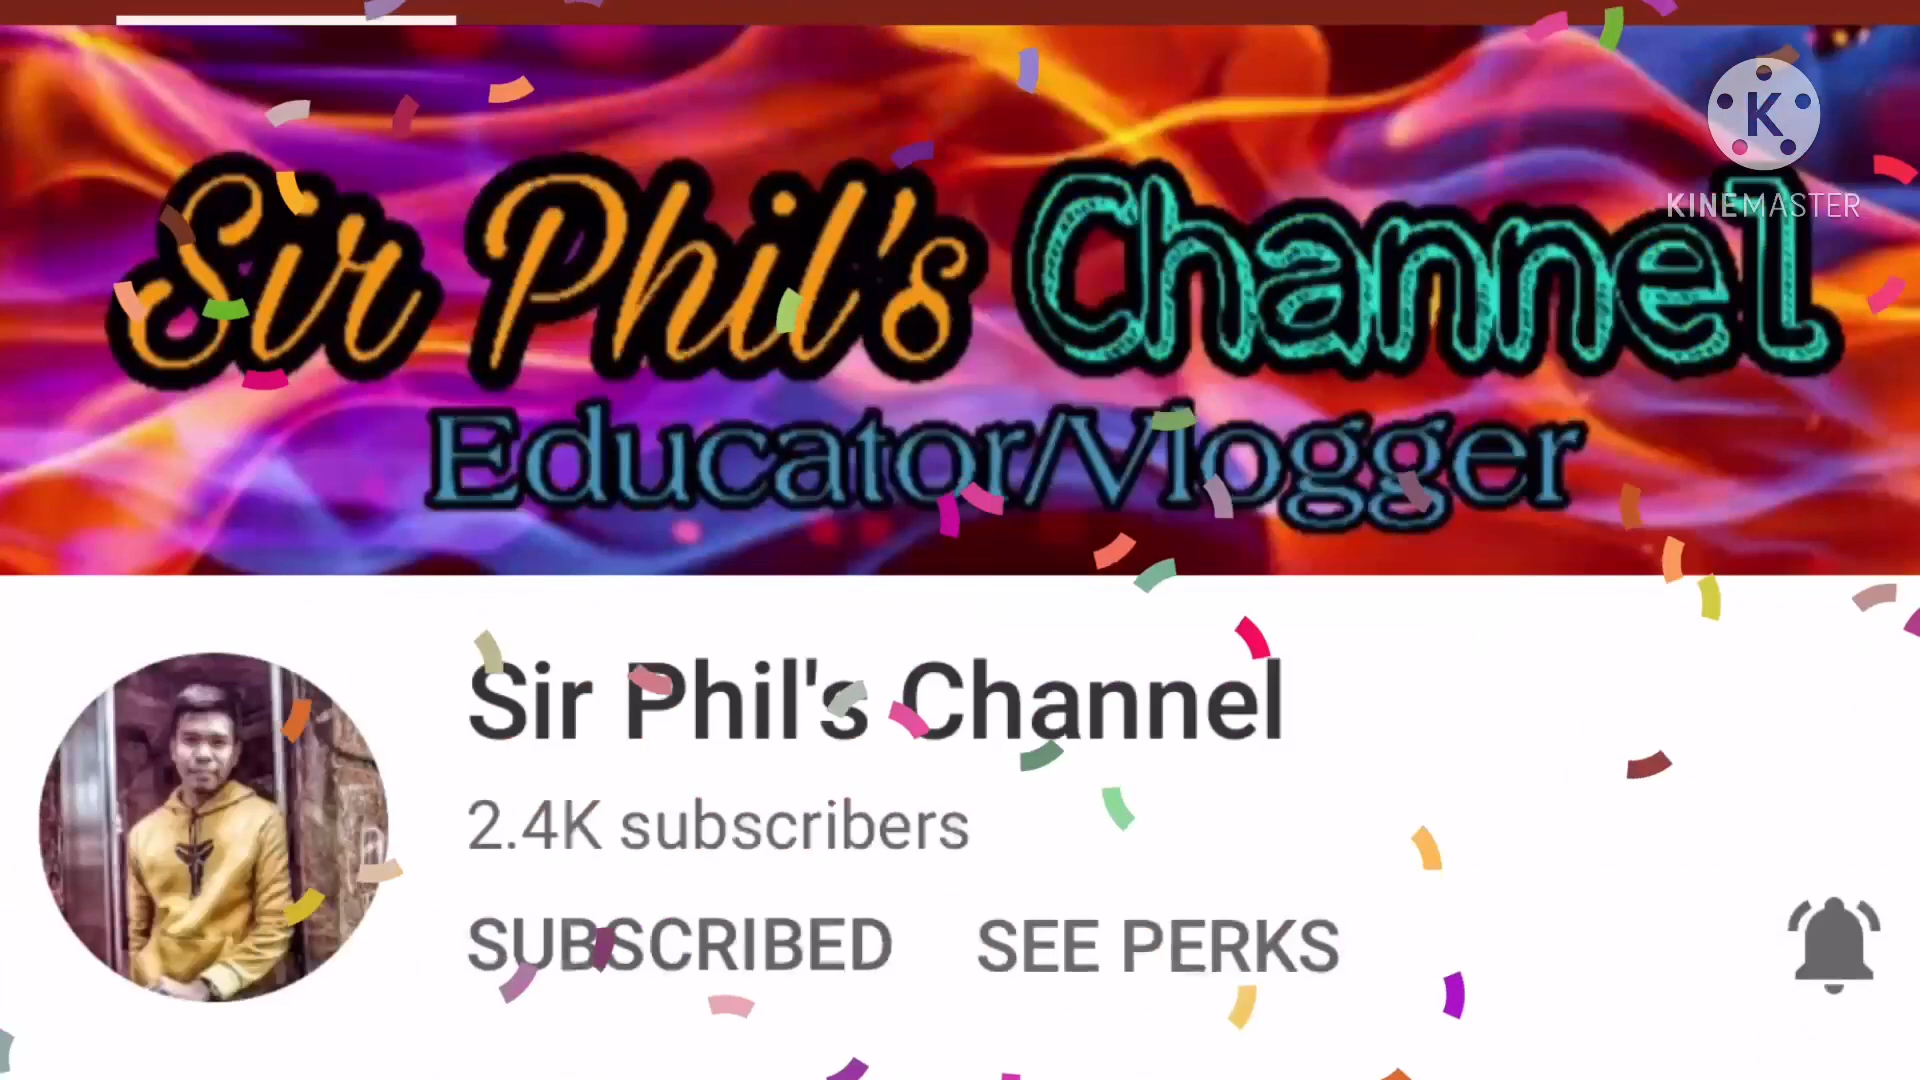 Sir Phil's Channel
Educator/Vlogger
K
KINEMASTER
Sir Phil's Channel
2.4K subscribers
SUBSCRIBED SEE PERKS